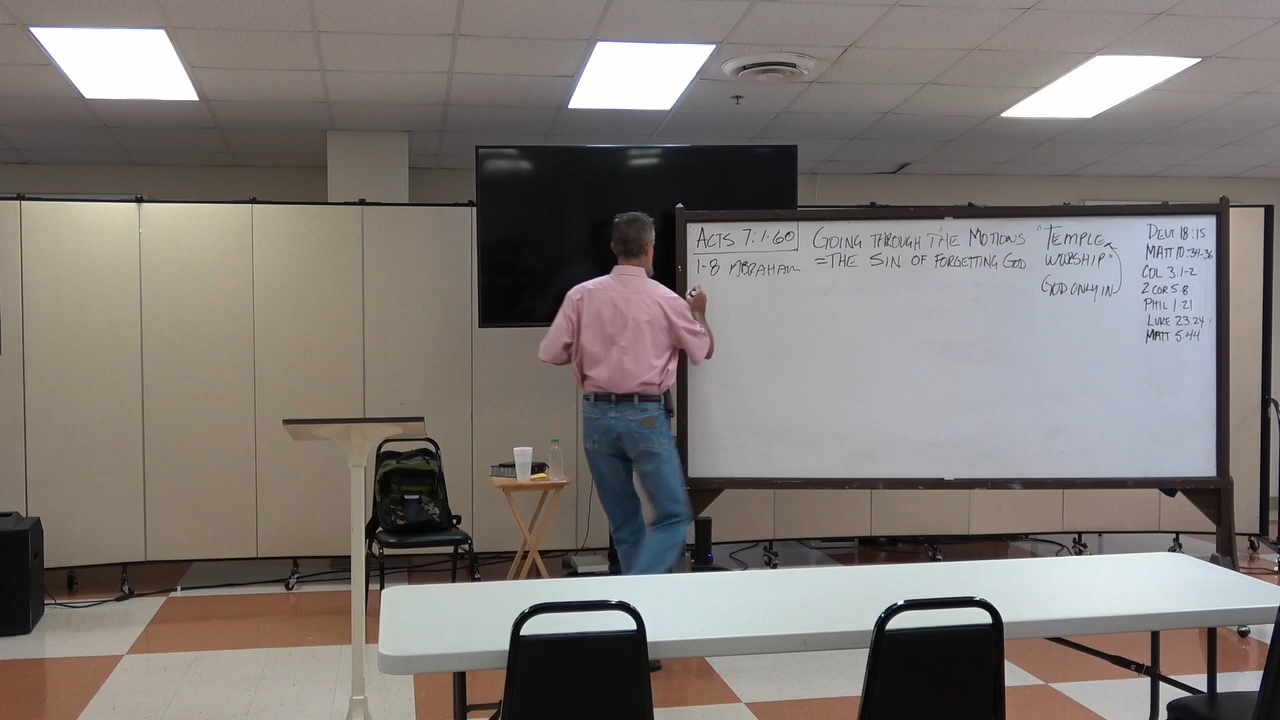 ACTS 7:1-60
1-8 ABRAHAM
GOING THROUGH THE MOTIONS
=THE SIN OF FORGETTING GOD
"TEMPLE
WORSHIP"
GOD ONLY IN
DEUT 18:15
MATT 10:34-36
COL 3.1-2
2 COR 5.8
PHIL 1.21
LUKE 23.24
MATT 5.44